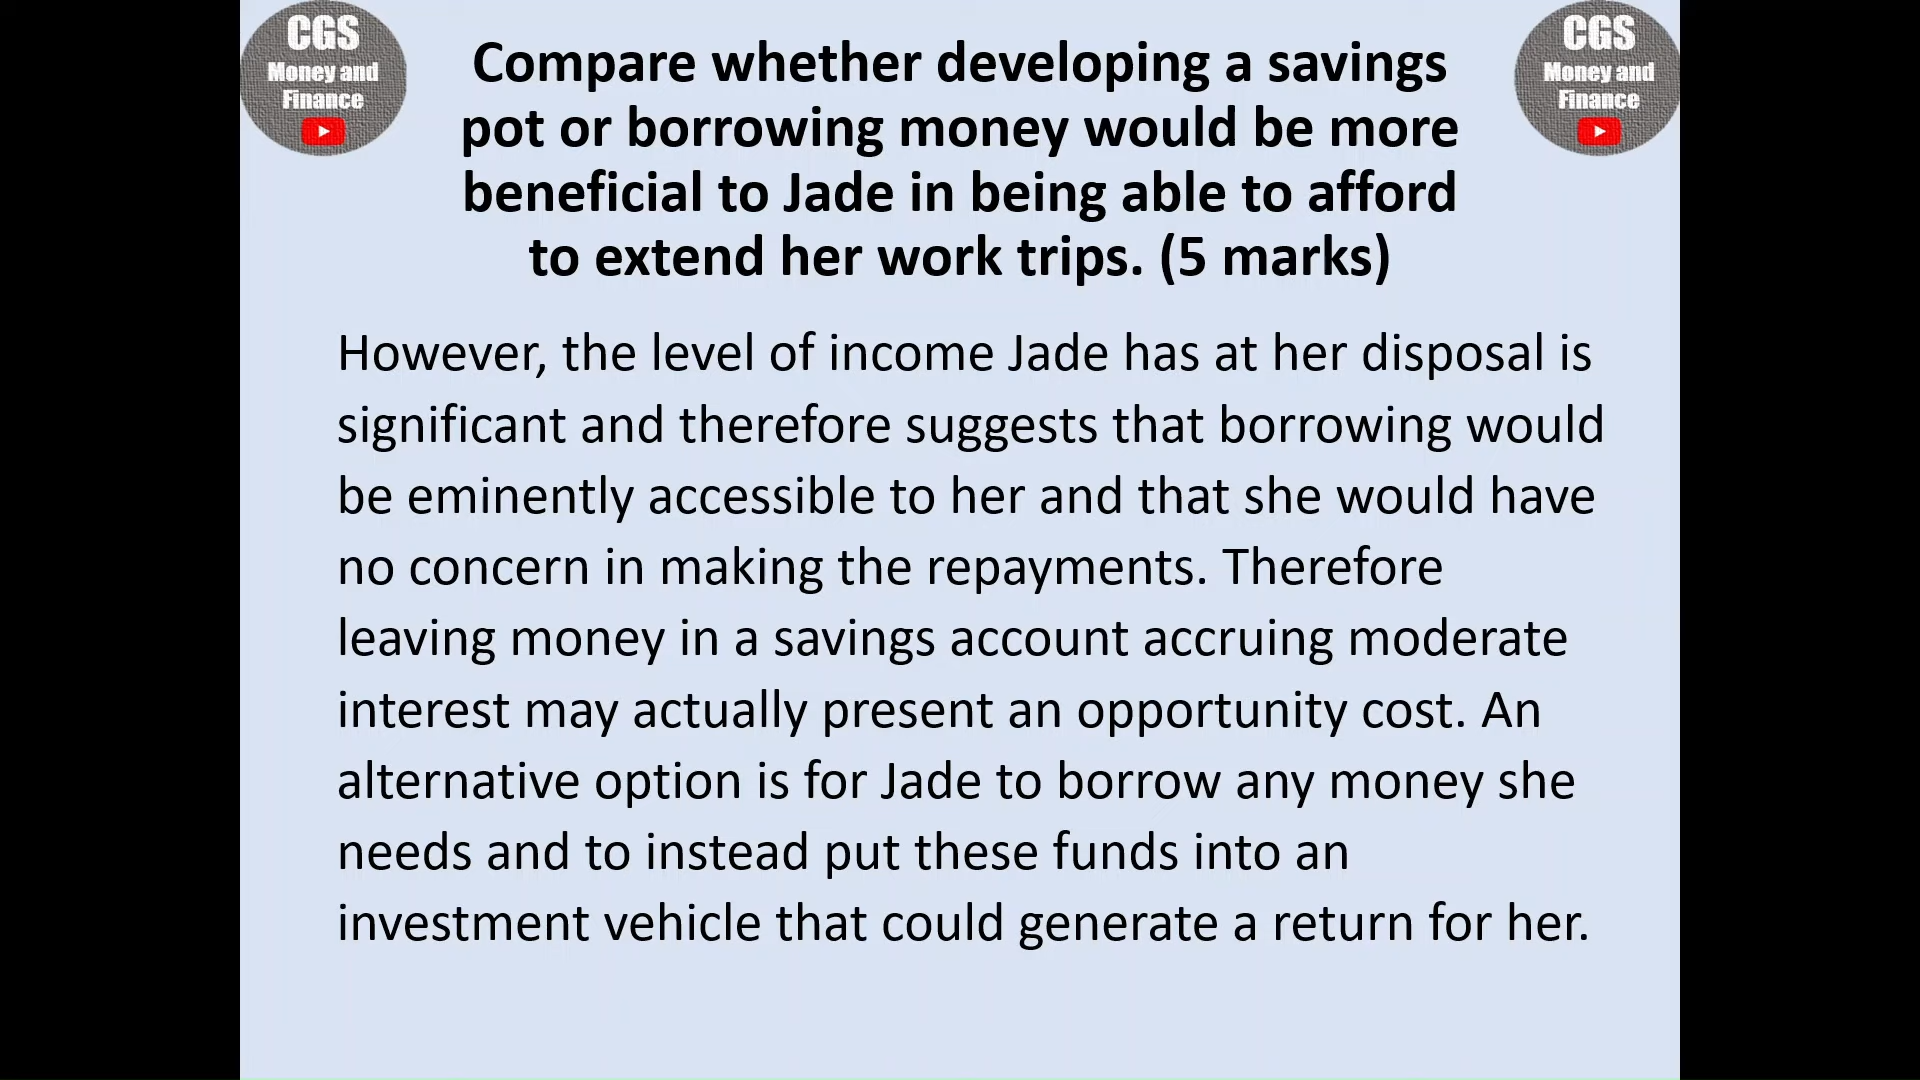 CGS
Money and
Finance
CGS
Money and
Finance
Compare whether developing a savings
pot or borrowing money would be more
beneficial to Jade in being able to afford
to extend her work trips. (5 marks)
However, the level of income Jade has at her disposal is
significant and therefore suggests that borrowing would
be eminently accessible to her and that she would have
no concern in making the repayments. Therefore
leaving money in a savings account accruing moderate
interest may actually present an opportunity cost. An
alternative option is for Jade to borrow any money she
needs and to instead put these funds into an
investment vehicle that could generate a return for her.